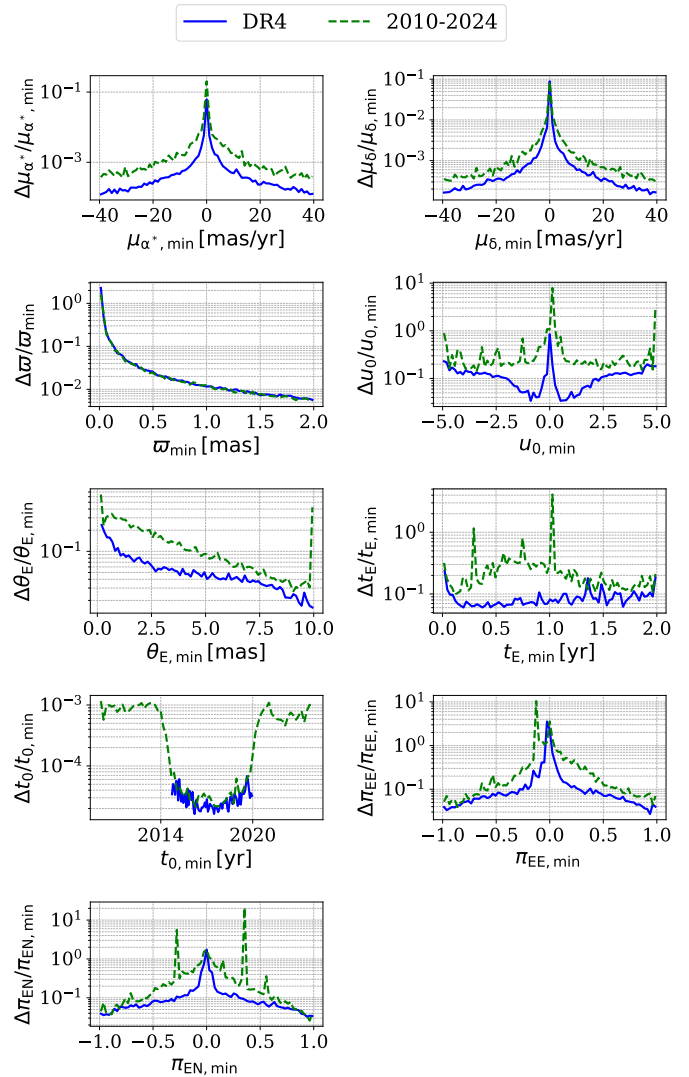 DR4 2010-2024
Δμα*/μα*,min
10⁻¹
10⁻³
−40 −20 0 20 40
μα*,min [mas/yr]
Δμδ/μδ,min
10⁻¹
10⁻²
10⁻³
−40 −20 0 20 40
μδ,min [mas/yr]
Δϖ/ϖmin
10⁰
10⁻¹
10⁻²
0.0 0.5 1.0 1.5 2.0
ϖmin [mas]
Δu₀/u₀,min
10¹
10⁰
10⁻¹
−5.0 −2.5 0.0 2.5 5.0
u₀,min
ΔθE/θE,min
10⁻¹
0.0 2.5 5.0 7.5 10.0
θE,min [mas]
ΔtE/tE,min
10⁰
10⁻¹
0.0 0.5 1.0 1.5 2.0
tE,min [yr]
Δt₀/t₀,min
10⁻³
10⁻⁴
2014 2020
t₀,min [yr]
ΔπEE/πEE,min
10¹
10⁰
10⁻¹
−1.0 −0.5 0.0 0.5 1.0
πEE,min
ΔπEN/πEN,min
10¹
10⁰
10⁻¹
−1.0 −0.5 0.0 0.5 1.0
πEN,min